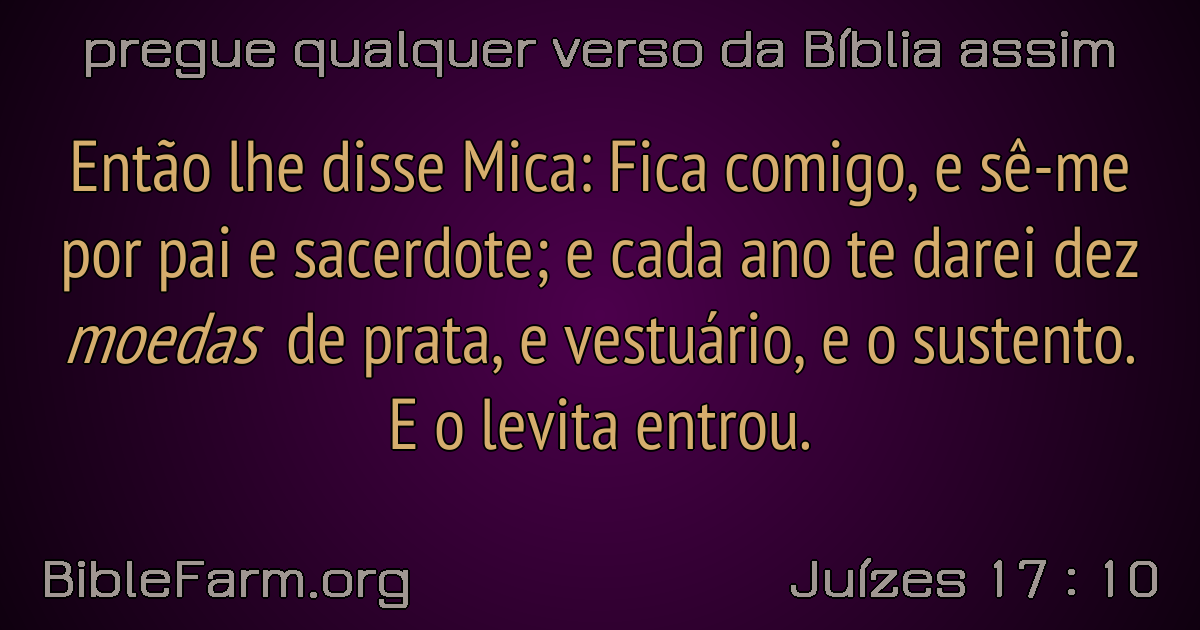 pregue qualquer verso da Bíblia assim
Então lhe disse Mica: Fica comigo, e sê-me
por pai e sacerdote; e cada ano te darei dez
moedas de prata, e vestuário, e o sustento.
E o levita entrou.
BibleFarm.org
Juízes 17 : 10